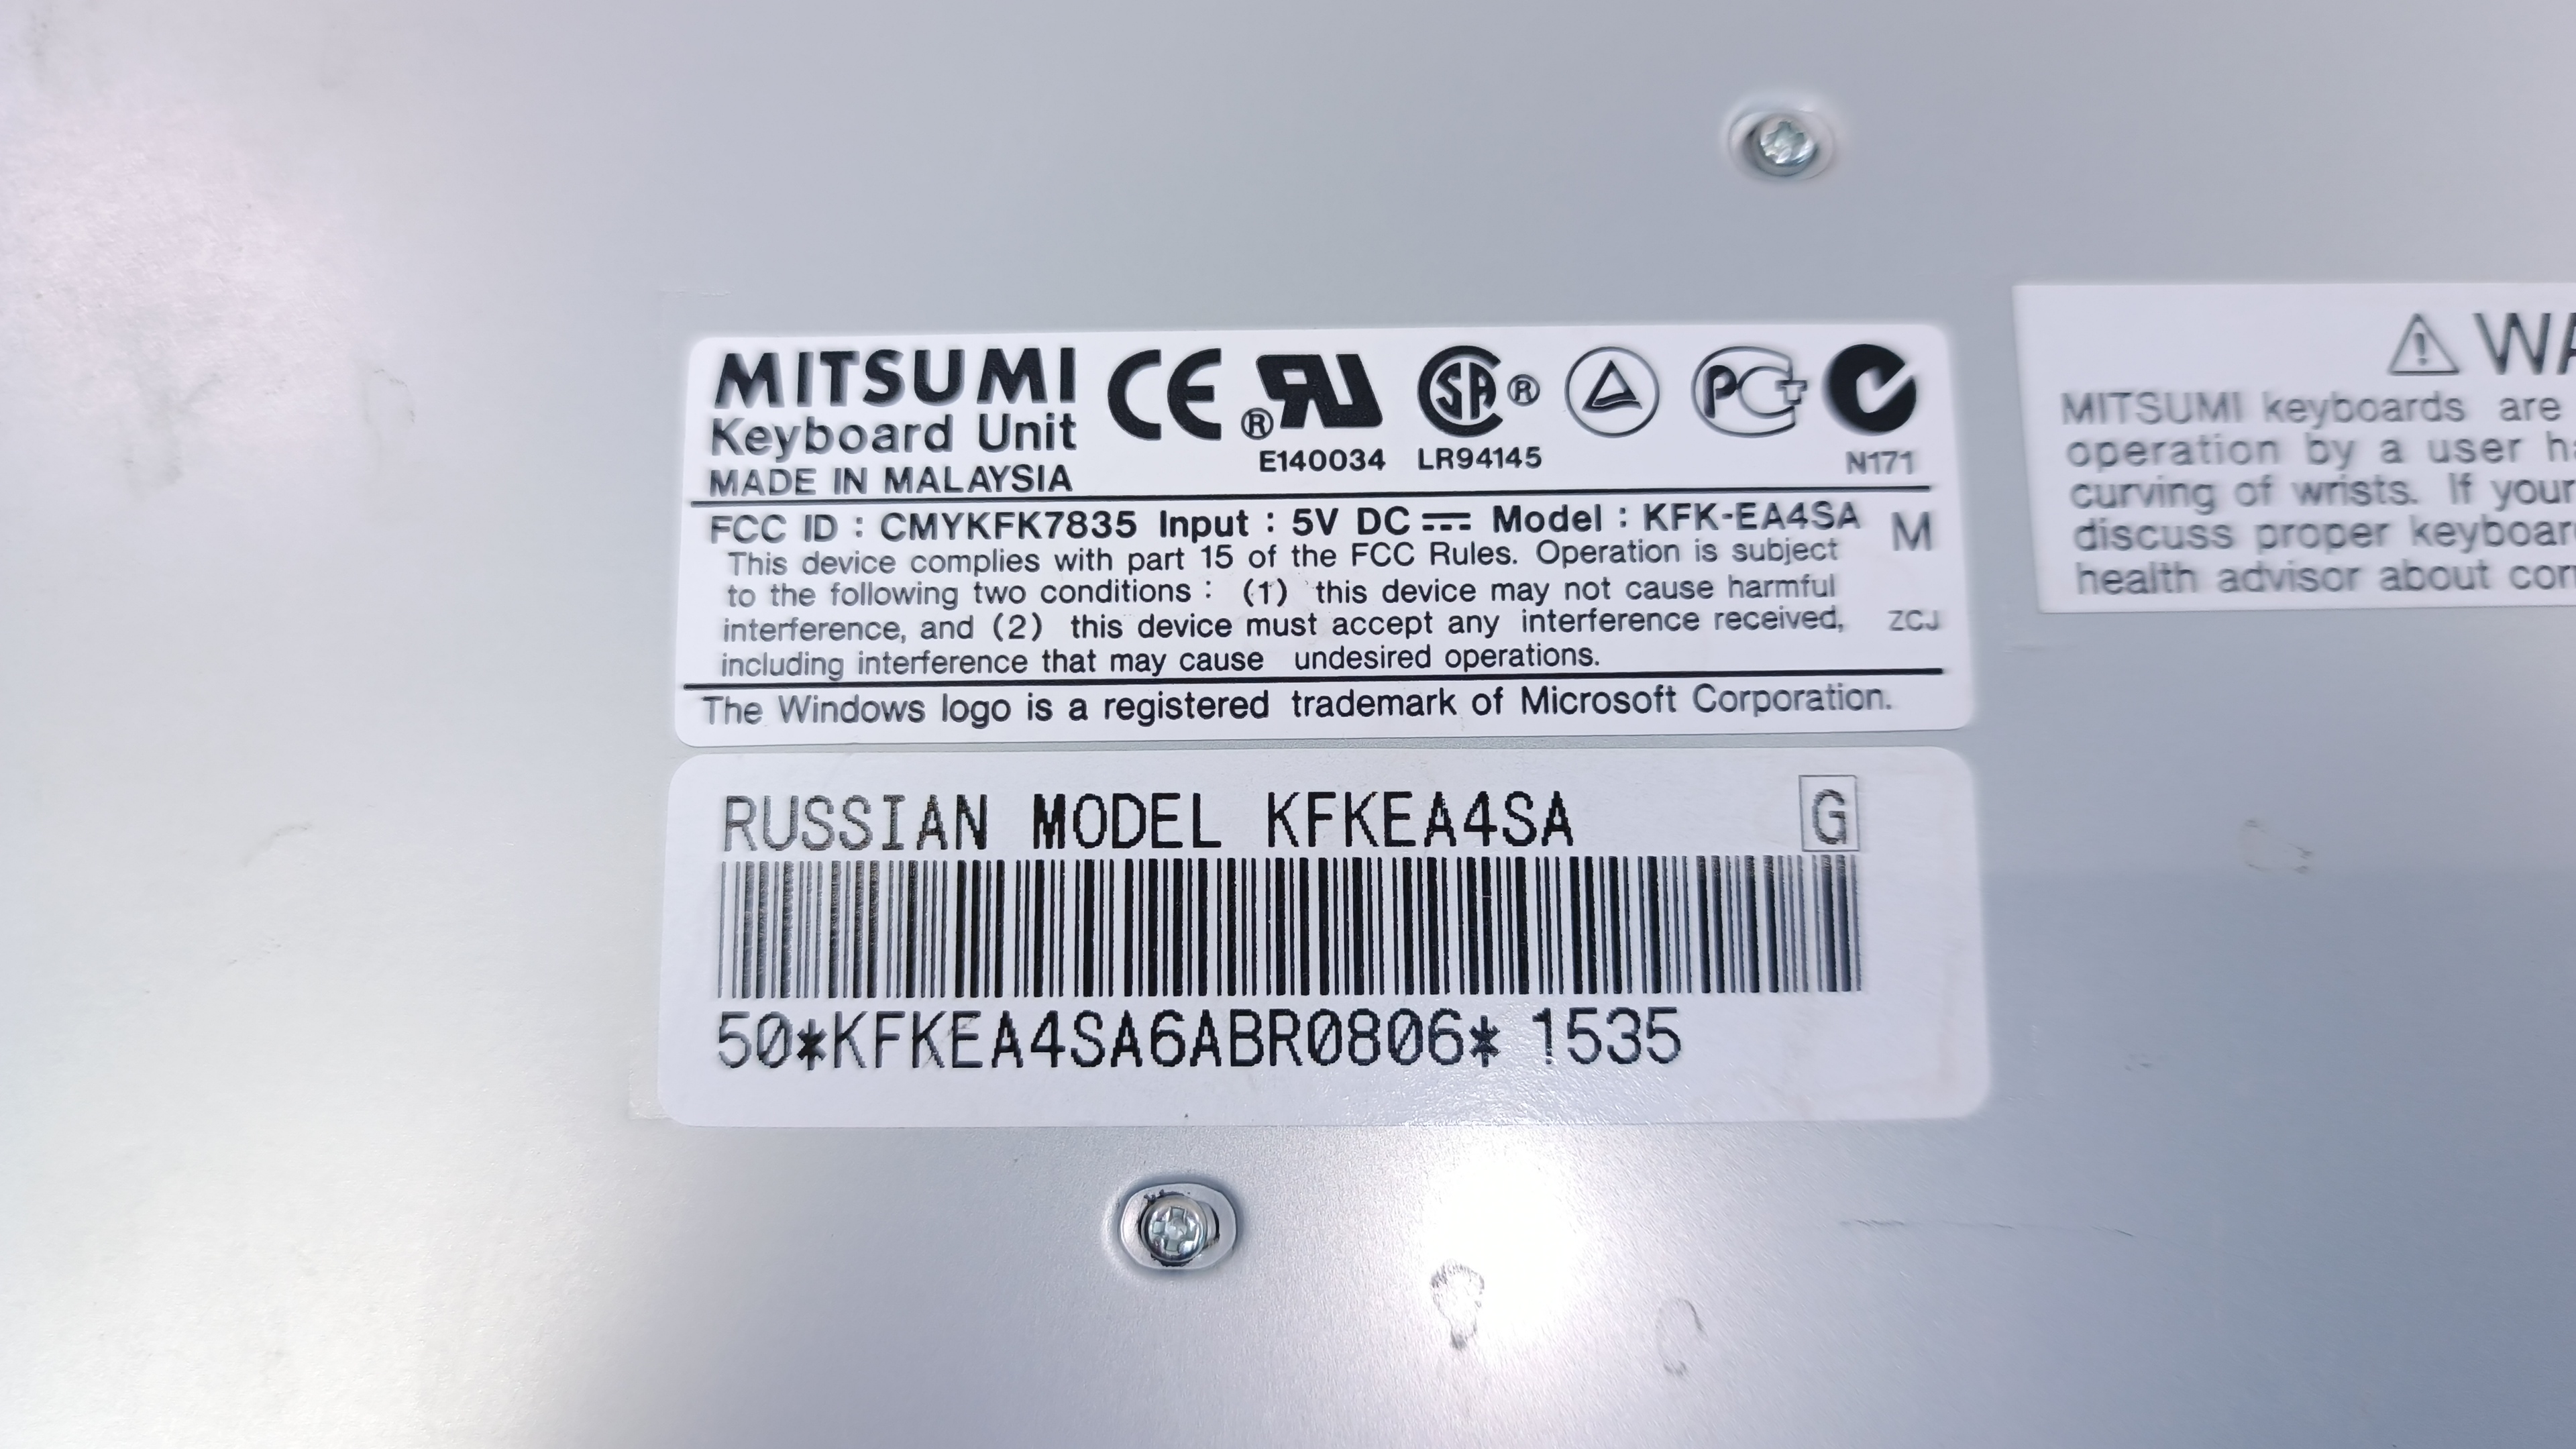 MITSUMI
Keyboard Unit
MADE IN MALAYSIA
CE
® RU
E140034
SA ®
LR94145
PCT
N171
FCC ID : CMYKFK7835 Input : 5V DC Model : KFK-EA4SA M
This device complies with part 15 of the FCC Rules. Operation is subject
to the following two conditions : (1) this device may not cause harmful
interference, and (2) this device must accept any interference received, ZCJ
including interference that may cause undesired operations.
The Windows logo is a registered trademark of Microsoft Corporation.
RUSSIAN MODEL KFKEA4SA G
50*KFKEA4SA6ABR0806* 1535
MITSUMI keyboards are
operation by a user
curving of wrists. If your
discuss proper
health advisor about